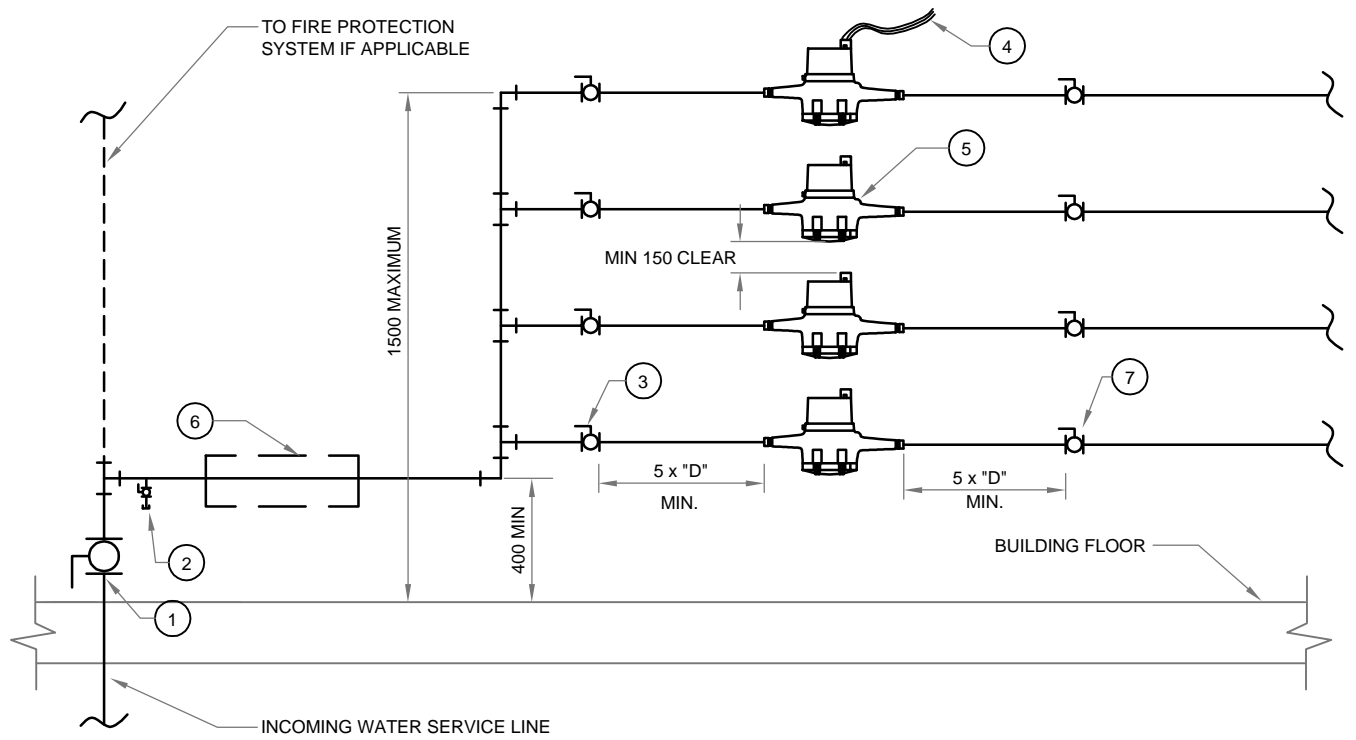 TO FIRE PROTECTION
SYSTEM IF APPLICABLE
4
5
1500 MAXIMUM
MIN 150 CLEAR
3
7
6
5 x "D"
MIN.
5 x "D"
MIN.
400 MIN
2
BUILDING FLOOR
1
INCOMING WATER SERVICE LINE